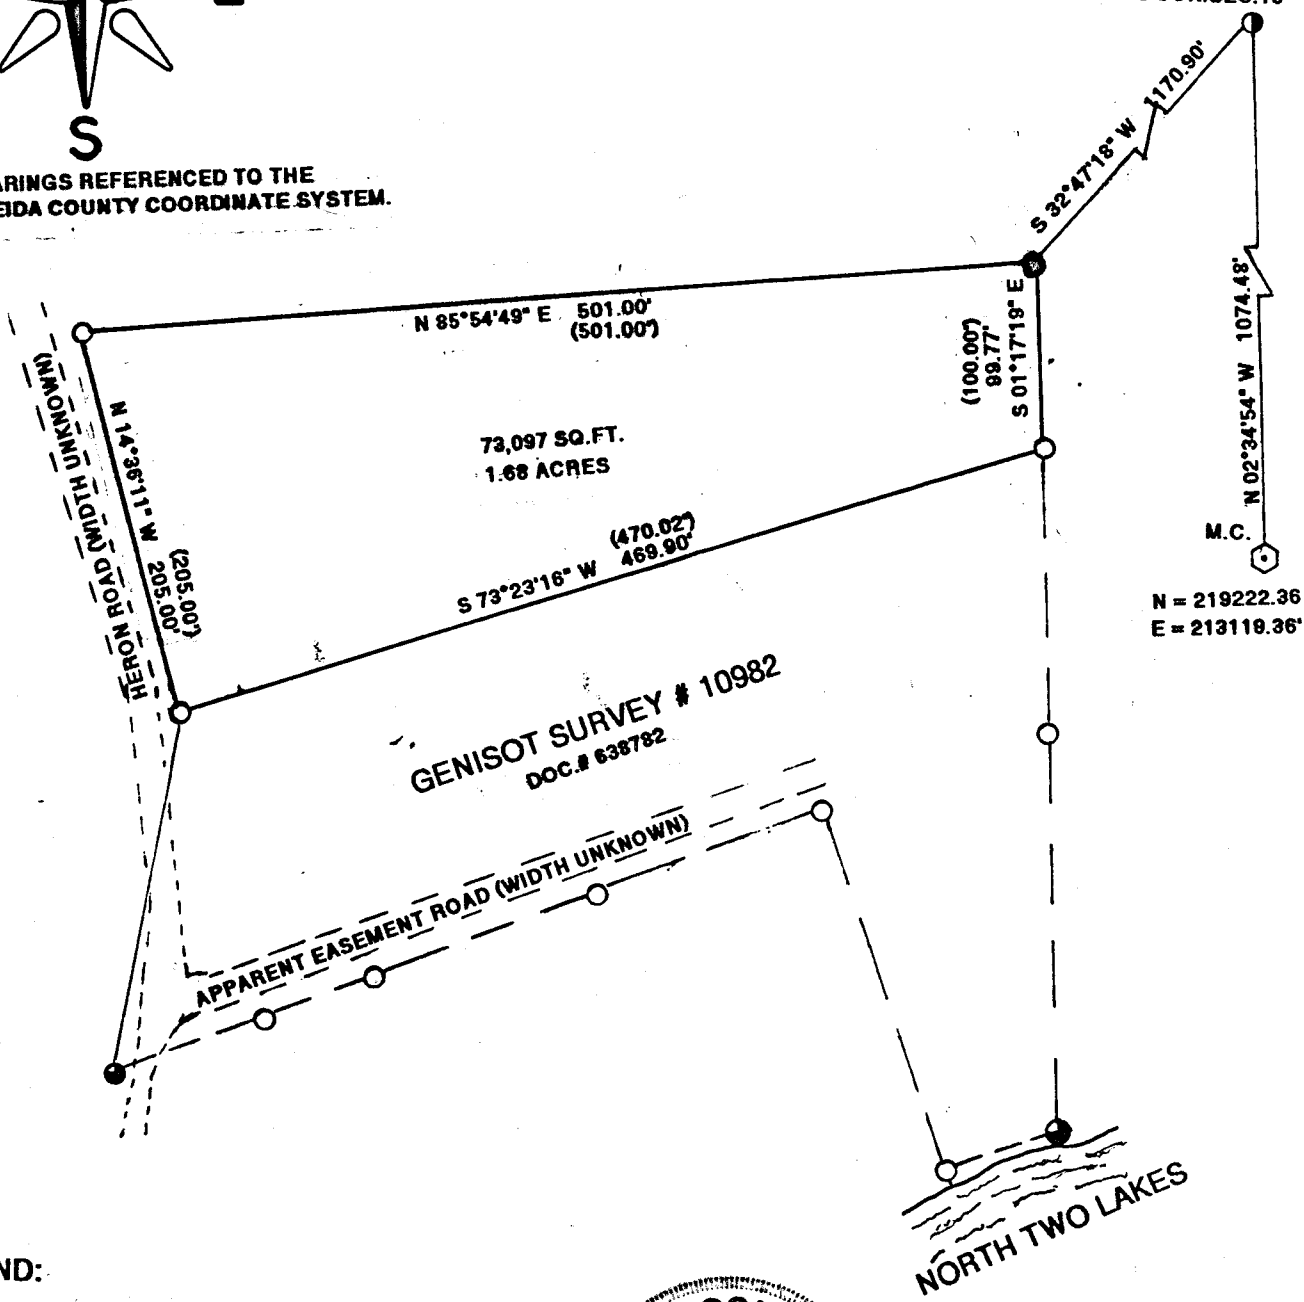 S
ARINGS REFERENCED TO THE
EIDA COUNTY COORDINATE SYSTEM.
S 32°47'18" W 1170.90'
N 85°54'49" E 501.00'
(501.00')
(100.00')
99.77'
S 01°17'19" E
N 02°34'54" W 1074.48'
HERON ROAD (WIDTH UNKNOWN)
N 14°36'11" W 205.00'
(205.00')
73,097 SQ.FT.
1.68 ACRES
(470.02')
S 73°23'16" W 469.90'
M.C.
N = 219222.36
E = 213119.36'
GENISOT SURVEY # 10982
DOC.# 638782
APPARENT EASEMENT ROAD (WIDTH UNKNOWN)
NORTH TWO LAKES
ND: